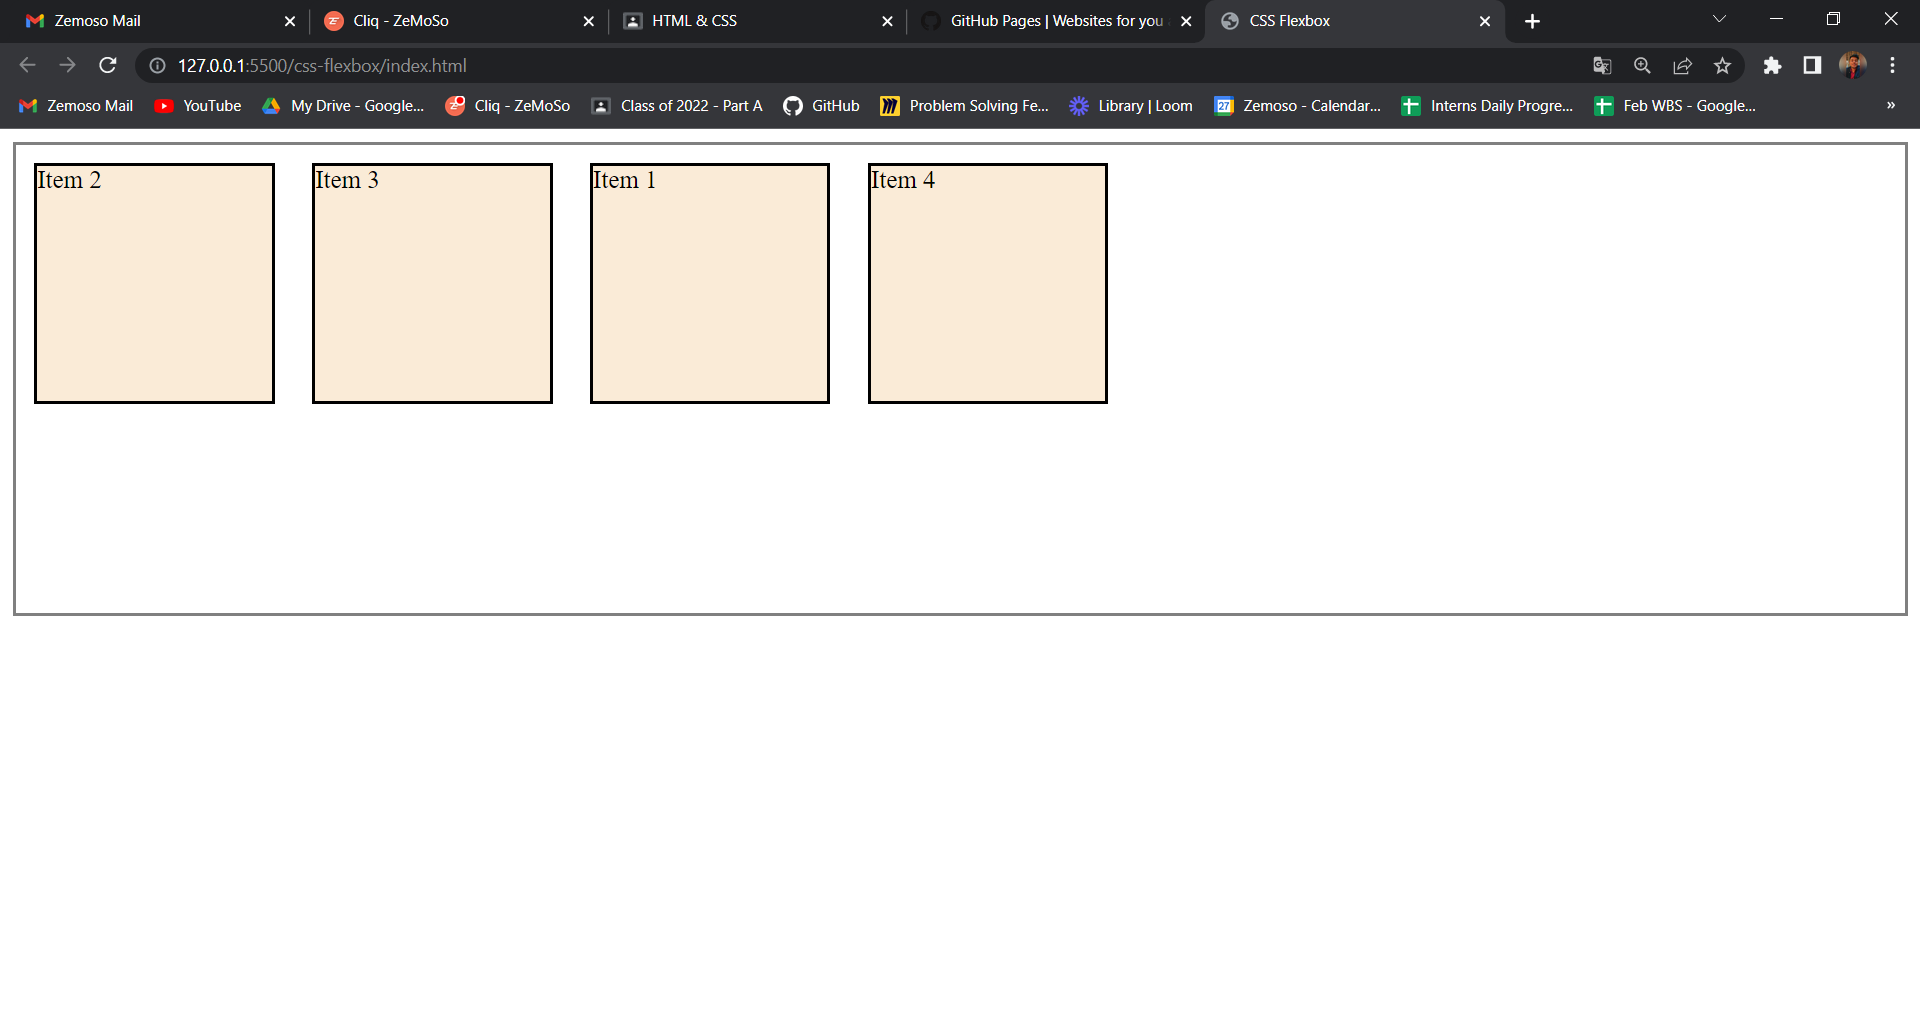 Zemoso Mail
Cliq - ZeMoSo
HTML & CSS
GitHub Pages | Websites for you
CSS Flexbox
127.0.0.1:5500/css-flexbox/index.html
Zemoso Mail
YouTube
My Drive - Google...
Cliq - ZeMoSo
Class of 2022 - Part A
GitHub
Problem Solving Fe...
Library | Loom
27
Zemoso - Calendar...
Interns Daily Progre...
Feb WBS - Google...
»
Item 2
Item 3
Item 1
Item 4